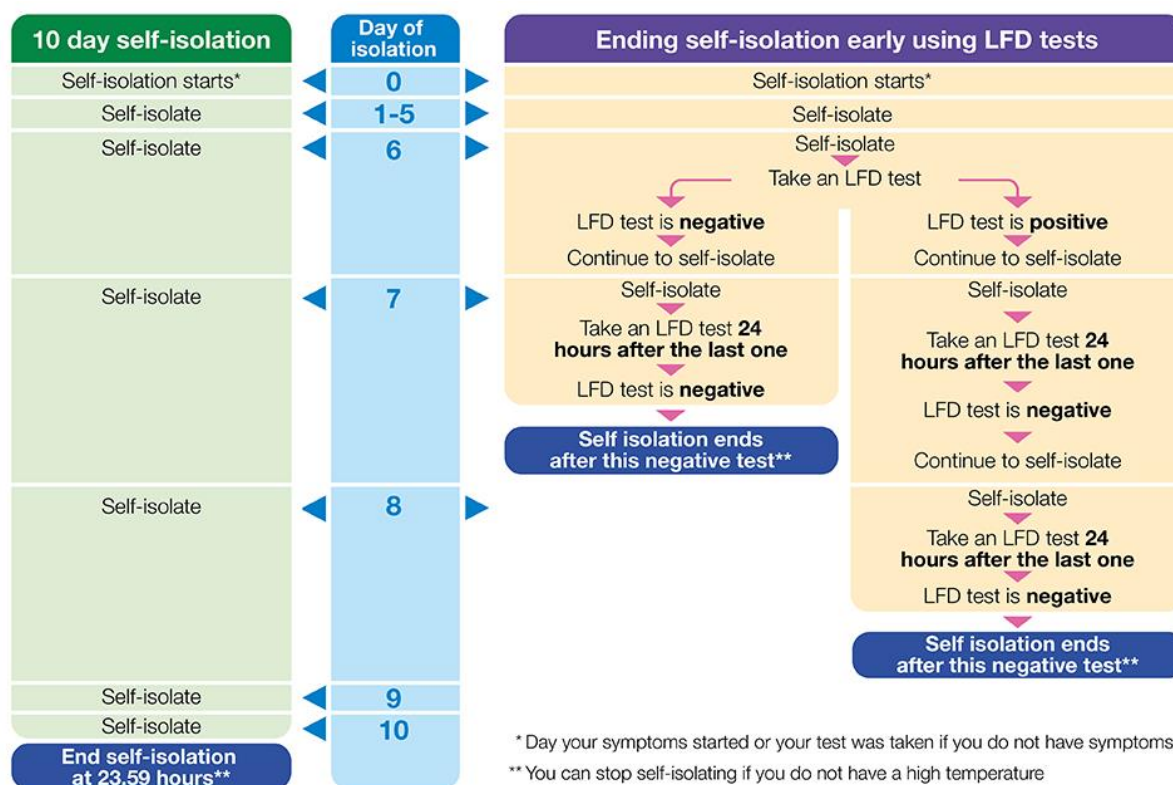 10 day self-isolation
Day of
isolation
Ending self-isolation early using LFD tests
Self-isolation starts*
0
Self-isolation starts*
Self-isolate
1-5
Self-isolate
Self-isolate
6
Self-isolate
Take an LFD test
LFD test is negative
LFD test is positive
Continue to self-isolate
Continue to self-isolate
Self-isolate
7
Self-isolate
Self-isolate
Take an LFD test 24
hours after the last one
Take an LFD test 24
hours after the last one
LFD test is negative
LFD test is negative
Self isolation ends
after this negative test**
Continue to self-isolate
Self-isolate
8
Self-isolate
Take an LFD test 24
hours after the last one
LFD test is negative
Self isolation ends
after this negative test**
Self-isolate
9
Self-isolate
10
End self-isolation
at 23.59 hours**
* Day your symptoms started or your test was taken if you do not have symptoms
** You can stop self-isolating if you do not have a high temperature